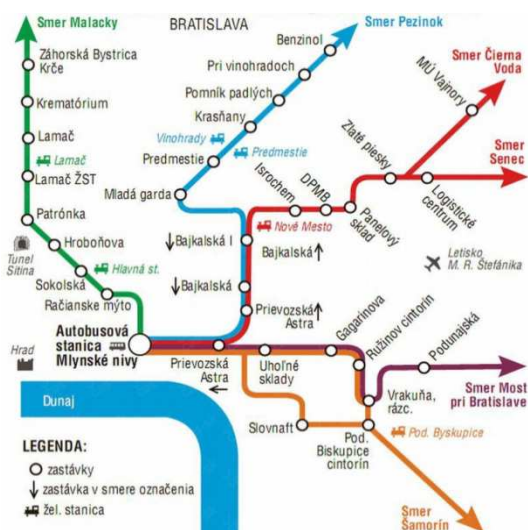 Smer Malacky
BRATISLAVA
Smer Pezinok
Benzinol
Pri vinohradoch
Pomník padlých
Krasňany
Vinohrady
Predmestie
Predmestie
Mladá garda
Záhorská Bystrica
Krče
Krematórium
Lamač
Lamač
Lamač ŽST
Patrónka
Hroboňova
Tunel
Sitina
Hlavná st.
Sokolská
Račianske mýto
Smer Čierna
Voda
MÚ Vajnory
Zlaté piesky
Smer
Senec
Logistické
centrum
Isrochem
DPMB
Panelový
sklad
Nové Mesto
Bajkalská I
Bajkalská
Bajkalská
Letisko
M. R. Štefánika
Prievozská
Astra
Autobusová
stanica
Mlynské nivy
Hrad
Prievozská
Astra
Uhoľné
sklady
Gagarinova
Ružinov cintorín
Podunajská
Smer Most
pri Bratislave
Vrakuňa,
rázc.
Slovnaft
Pod.
Biskupice
cintorín
Pod. Byskupice
Smer
Šamorín
Dunaj
LEGENDA:
zastávky
zastávka v smere označenia
žel. stanica